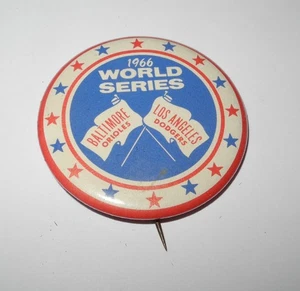 1966
WORLD
SERIES
BALTIMORE
ORIOLES
LOS ANGELES
DODGERS